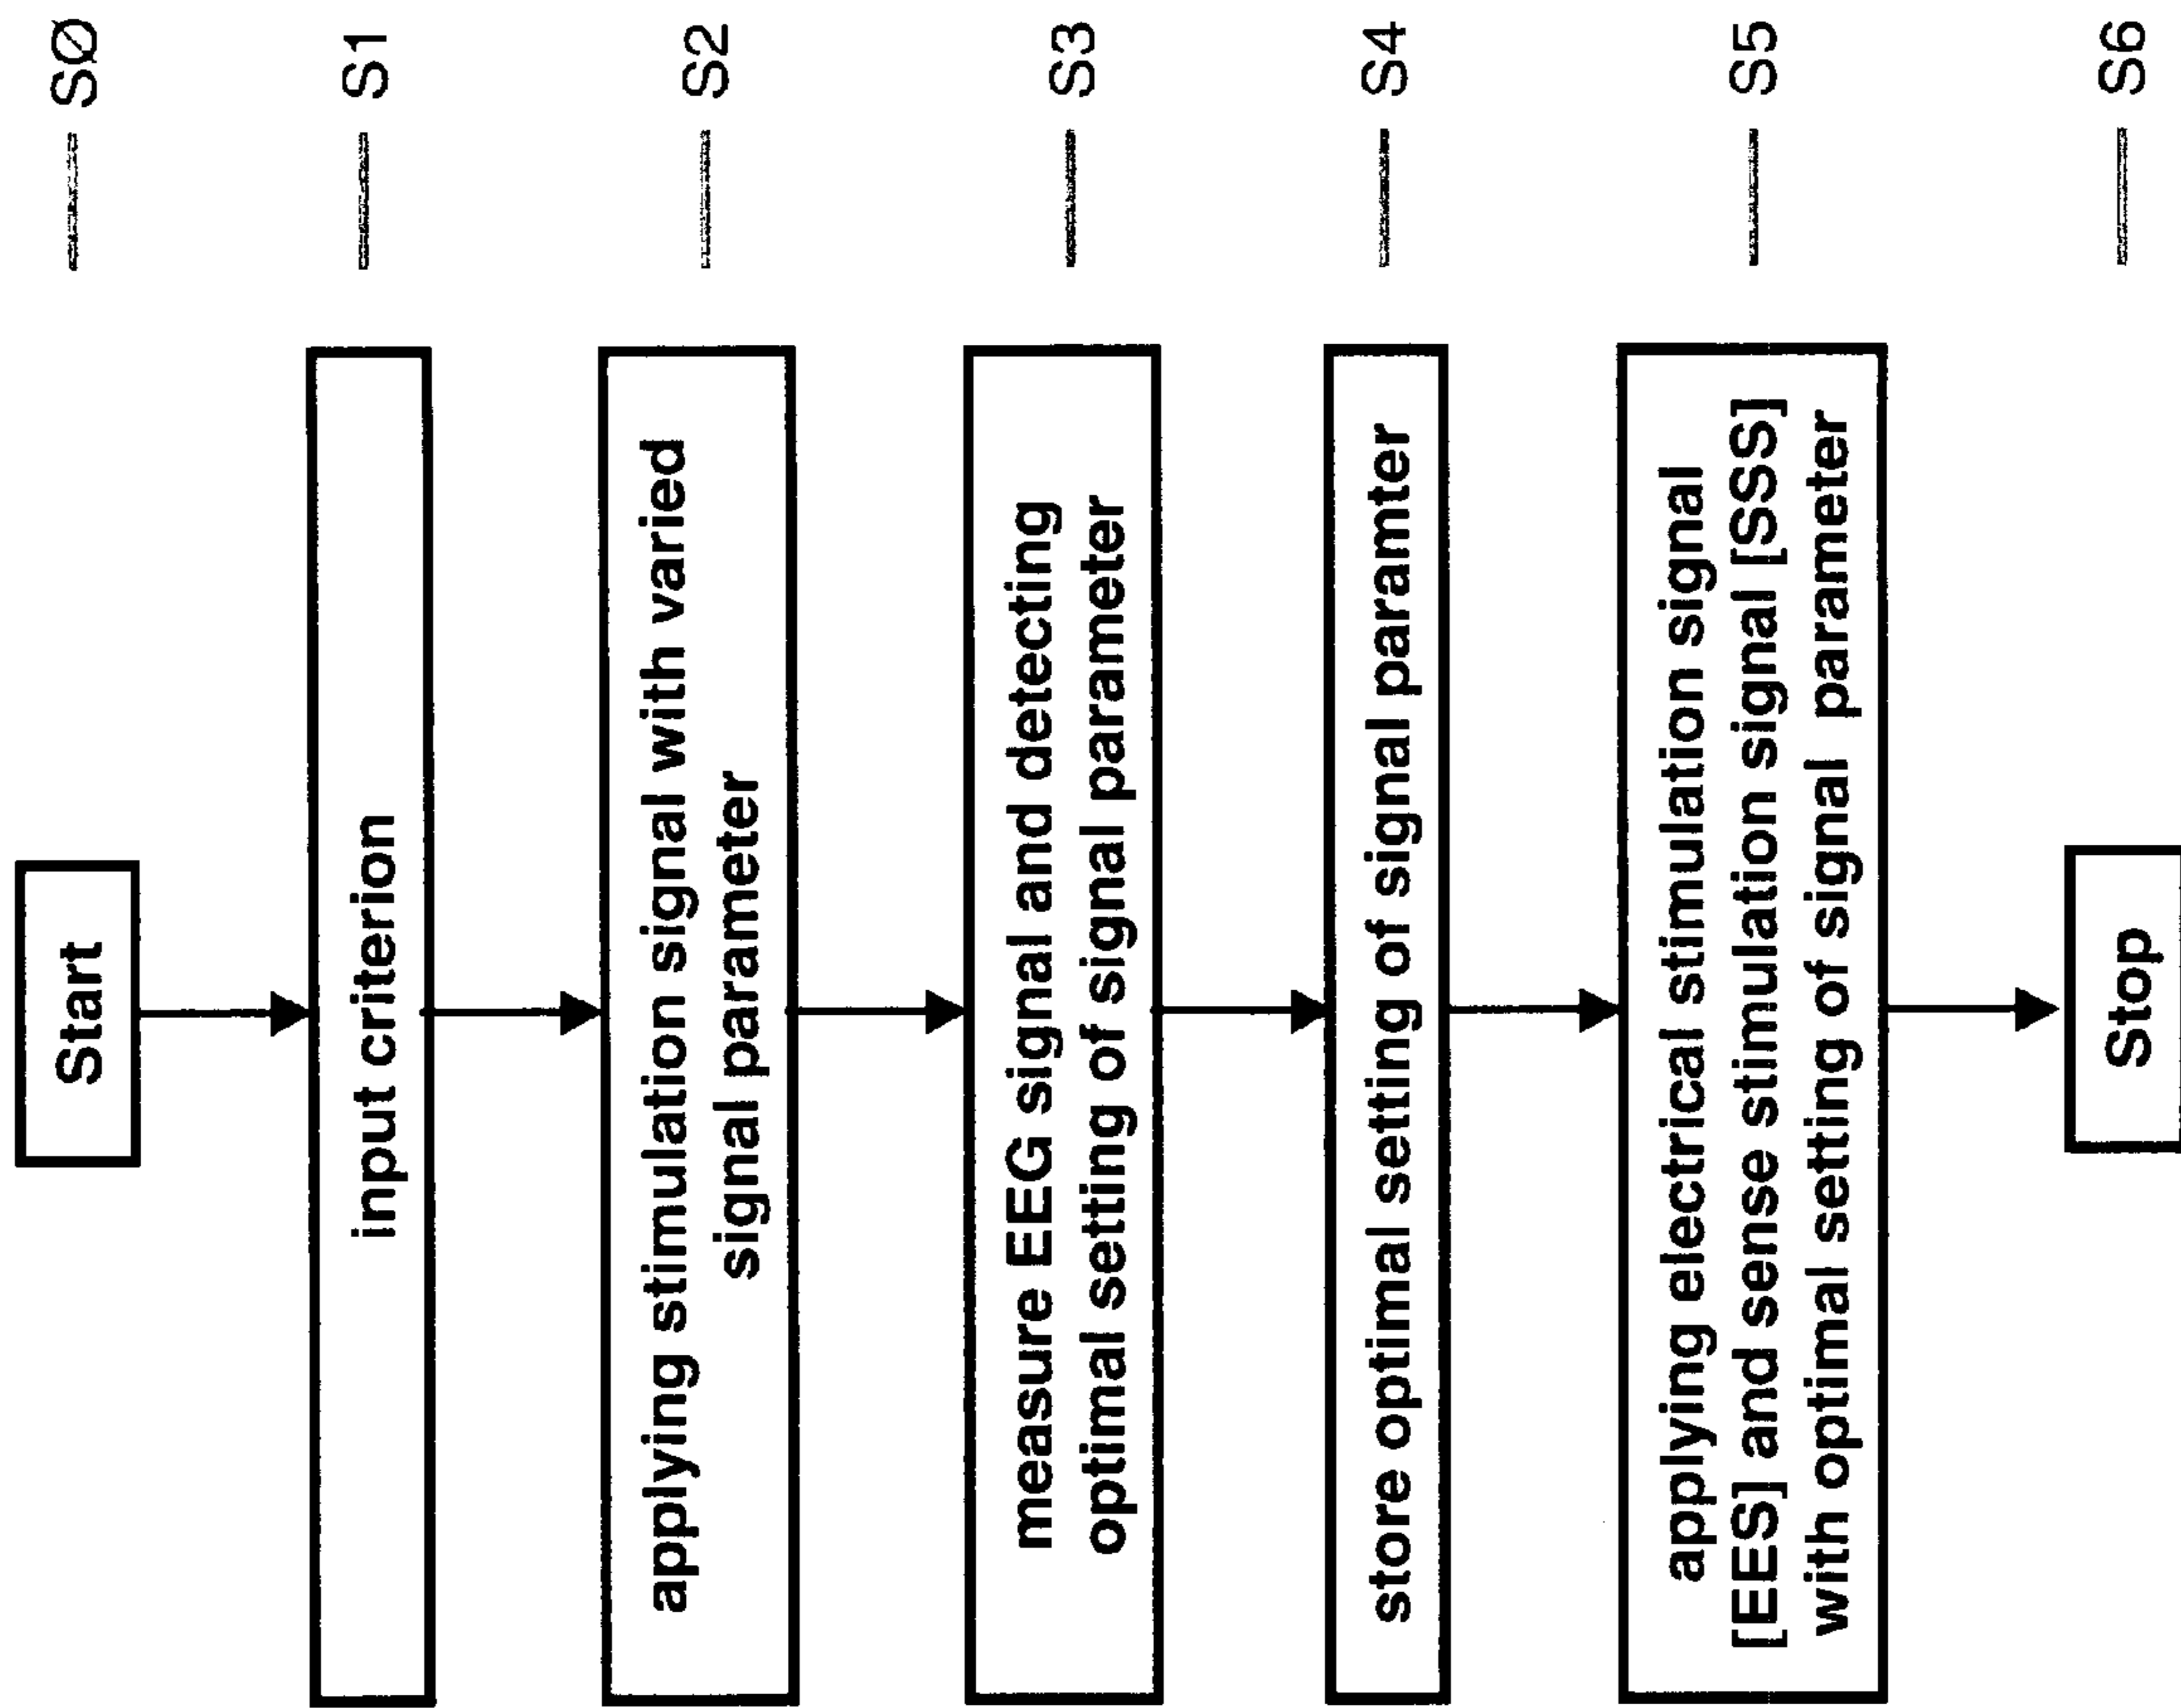 Start
SØ
input criterion
S1
applying stimulation signal with varied
signal parameter
S2
measure EEG signal and detecting
optimal setting of signal parameter
S3
store optimal setting of signal paramter
S4
applying electrical stimulation signal
[EES] and sense stimulation signal [SSS]
with optimal setting of signal parameter
S5
Stop
S6